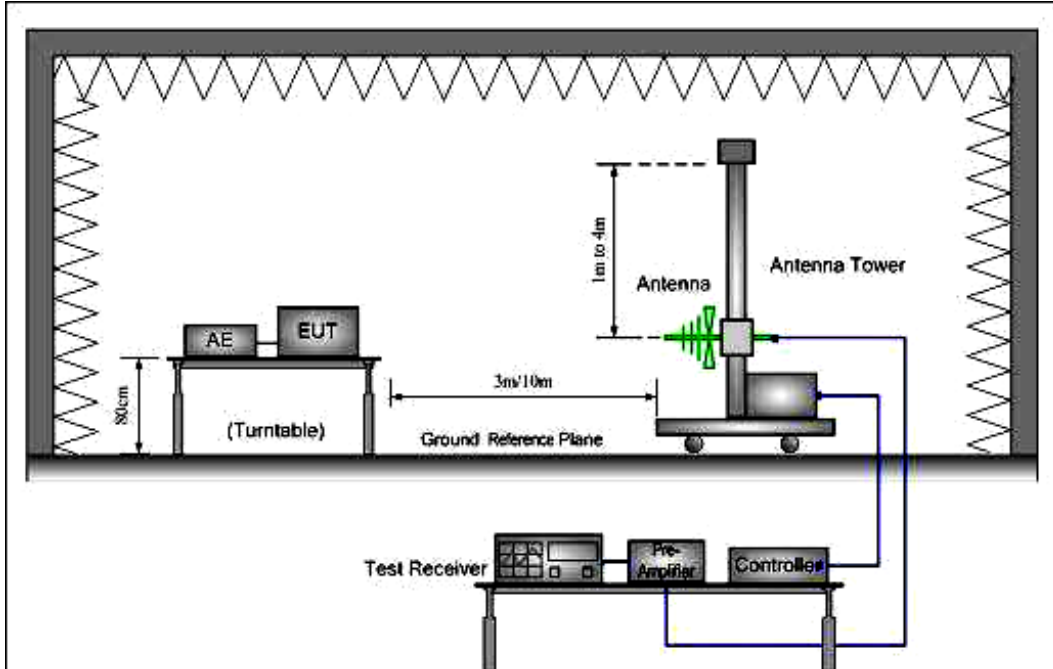 1m to 4m
Antenna
Antenna Tower
AE
EUT
80cm
3m/10m
(Turntable)
Ground Reference Plane
Test Receiver
Pre-
Amplifier
Controller